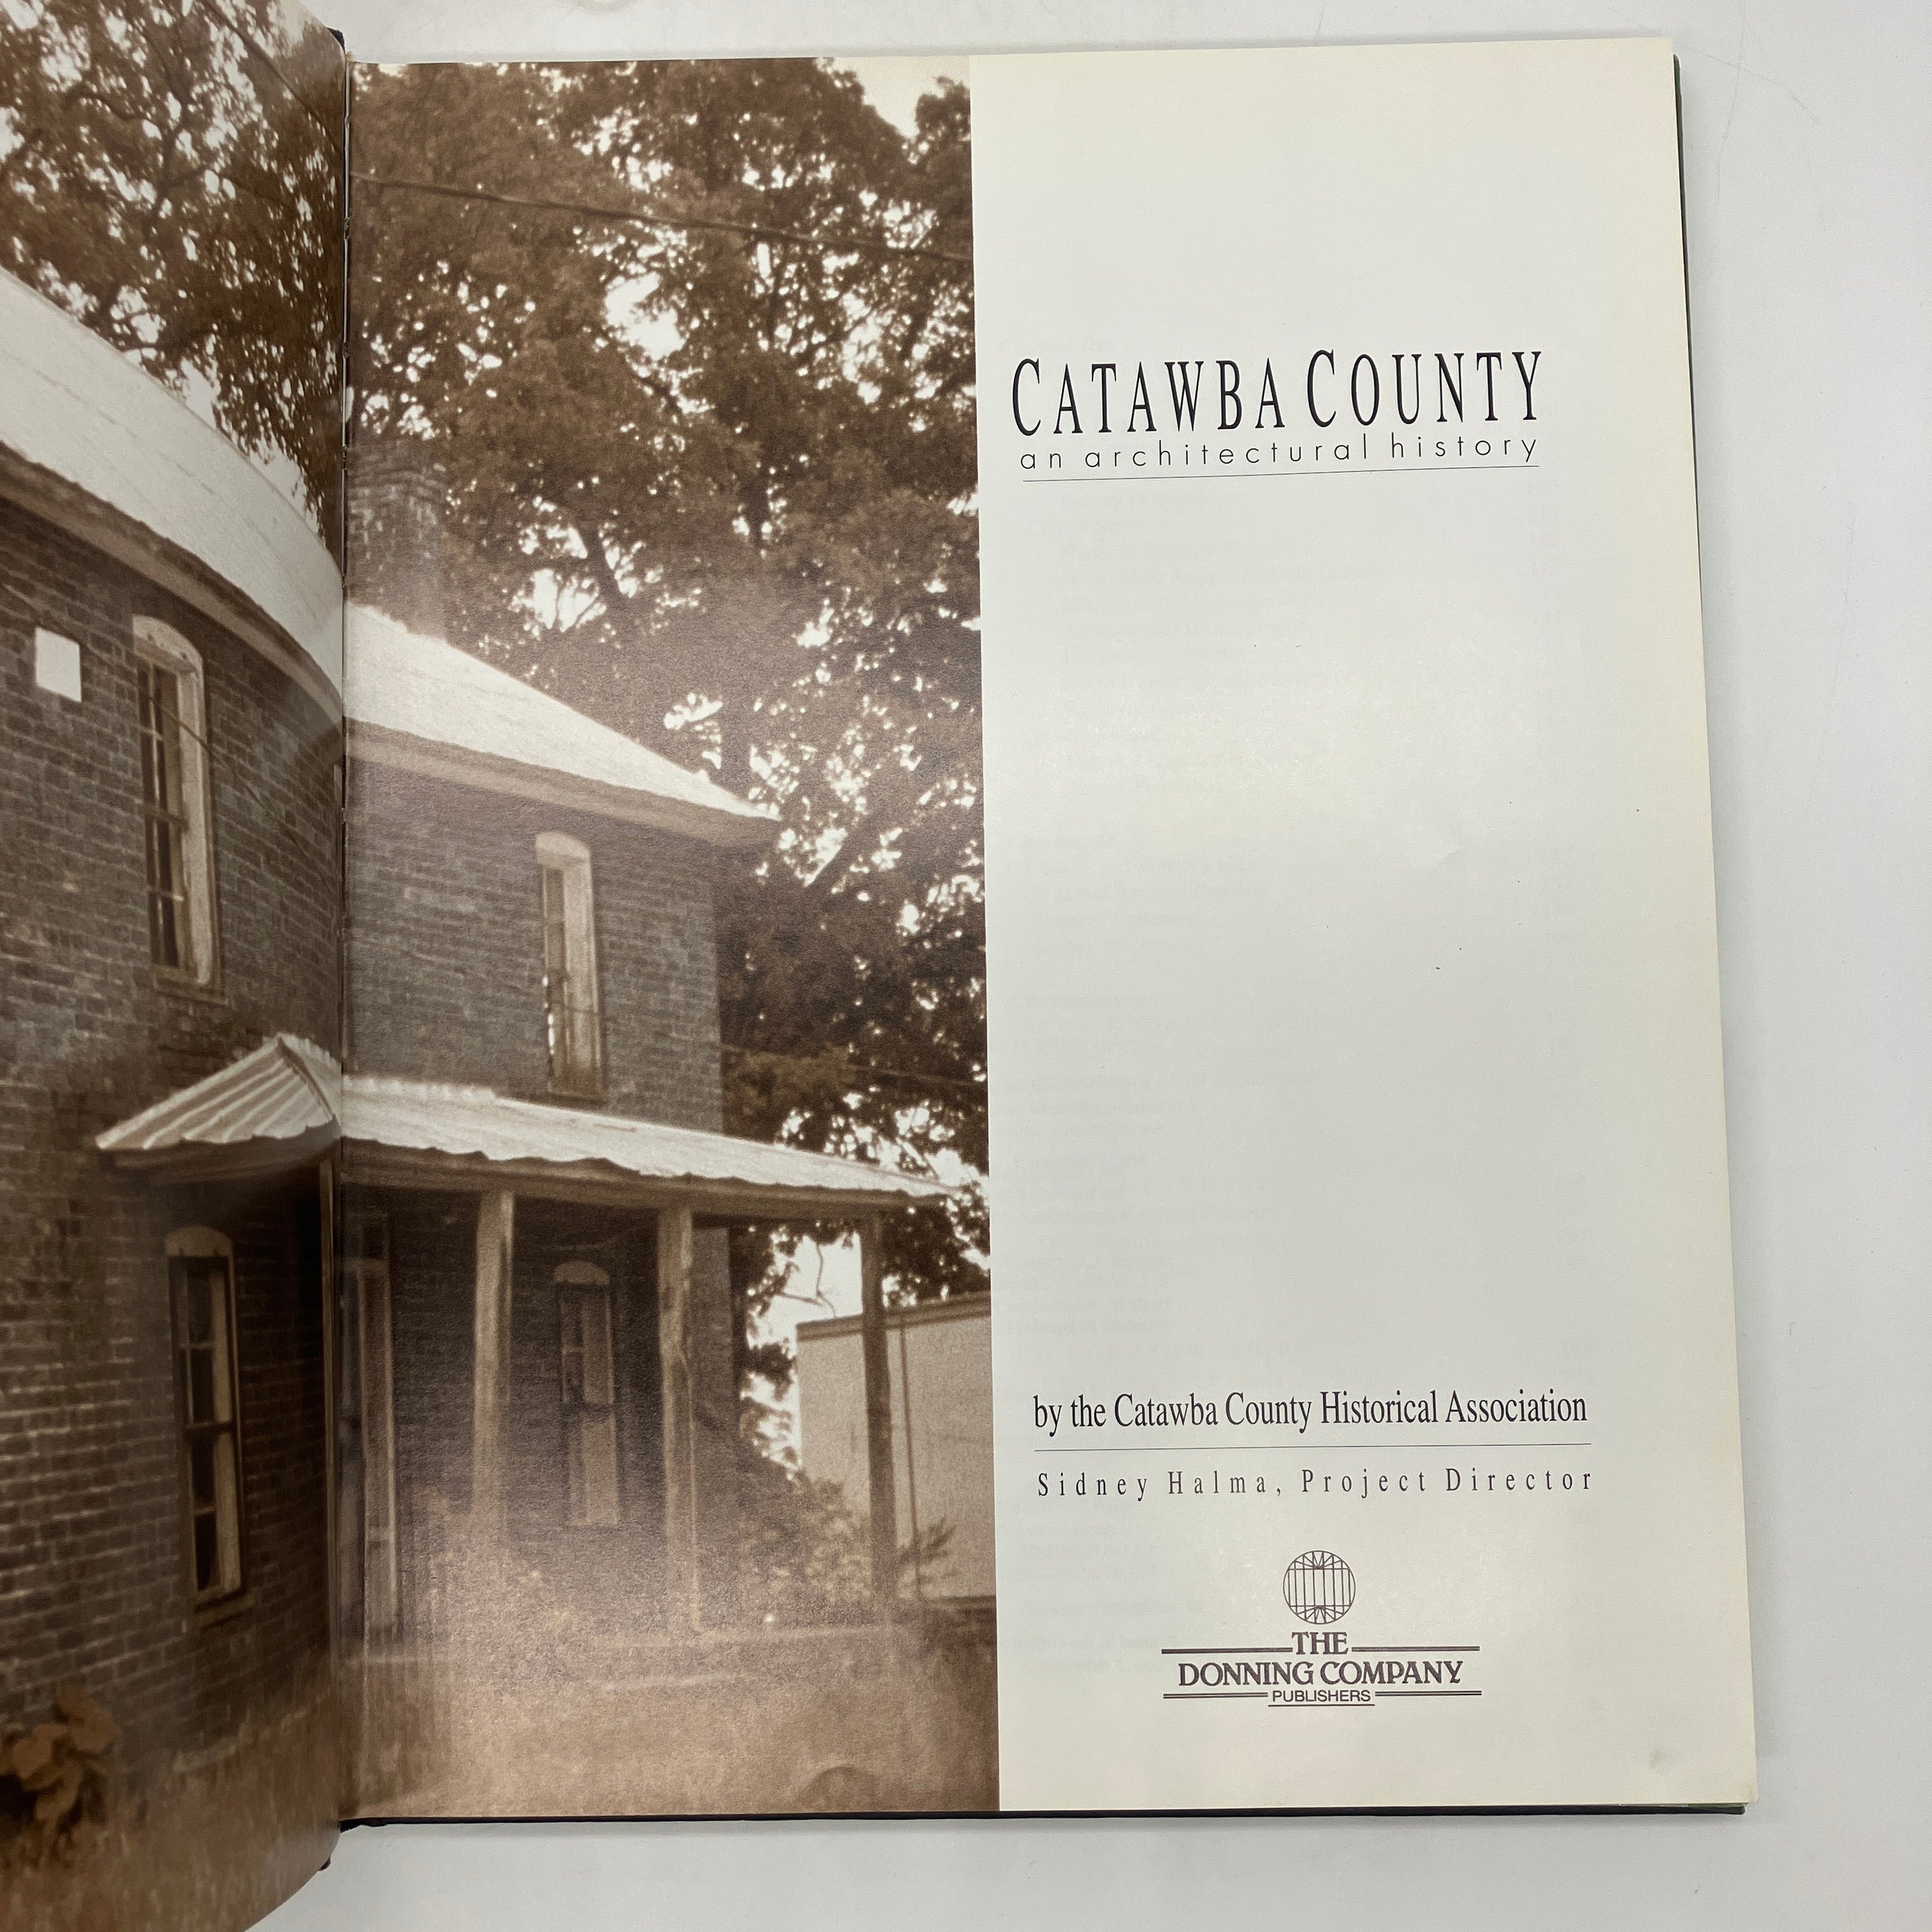 CATAWBA COUNTY
an architectural history
by the Catawba County Historical Association
Sidney Halma, Project Director
THE
DONNING COMPANY
PUBLISHERS